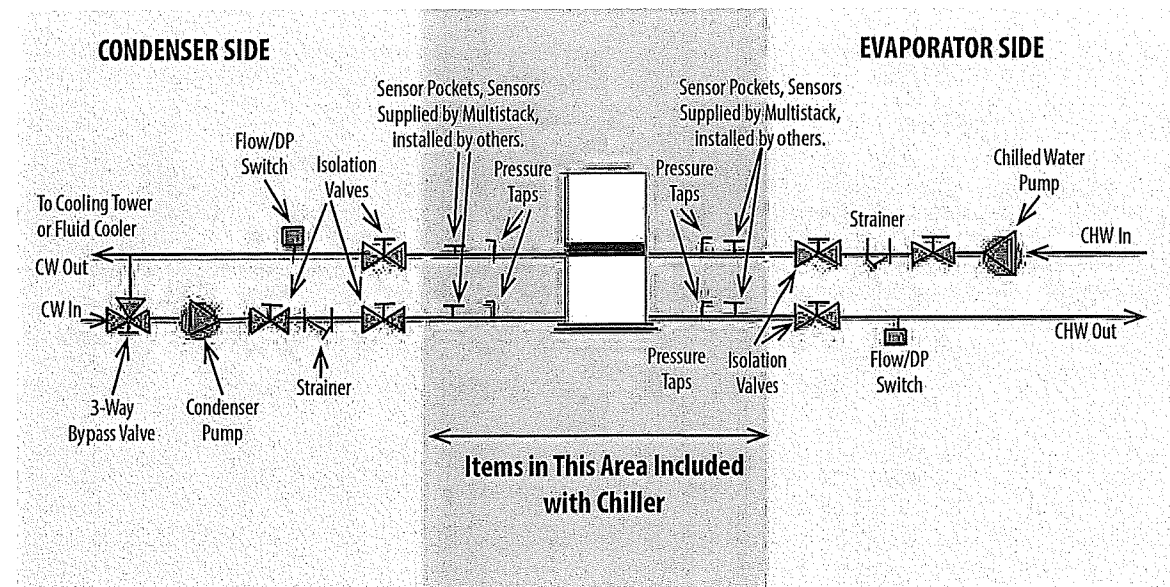 CONDENSER SIDE
EVAPORATOR SIDE
Sensor Pockets, Sensors
Supplied by Multistack,
installed by others.
Sensor Pockets, Sensors
Supplied by Multistack,
installed by others.
Flow/DP
Switch
Isolation
Valves
Pressure
Taps
Pressure
Taps
Chilled Water
Pump
Strainer
To Cooling Tower
or Fluid Cooler
CW Out
CHW In
CW In
CHW Out
3-Way
Bypass Valve
Condenser
Pump
Strainer
Pressure
Taps
Isolation
Valves
Flow/DP
Switch
Items in This Area Included
with Chiller